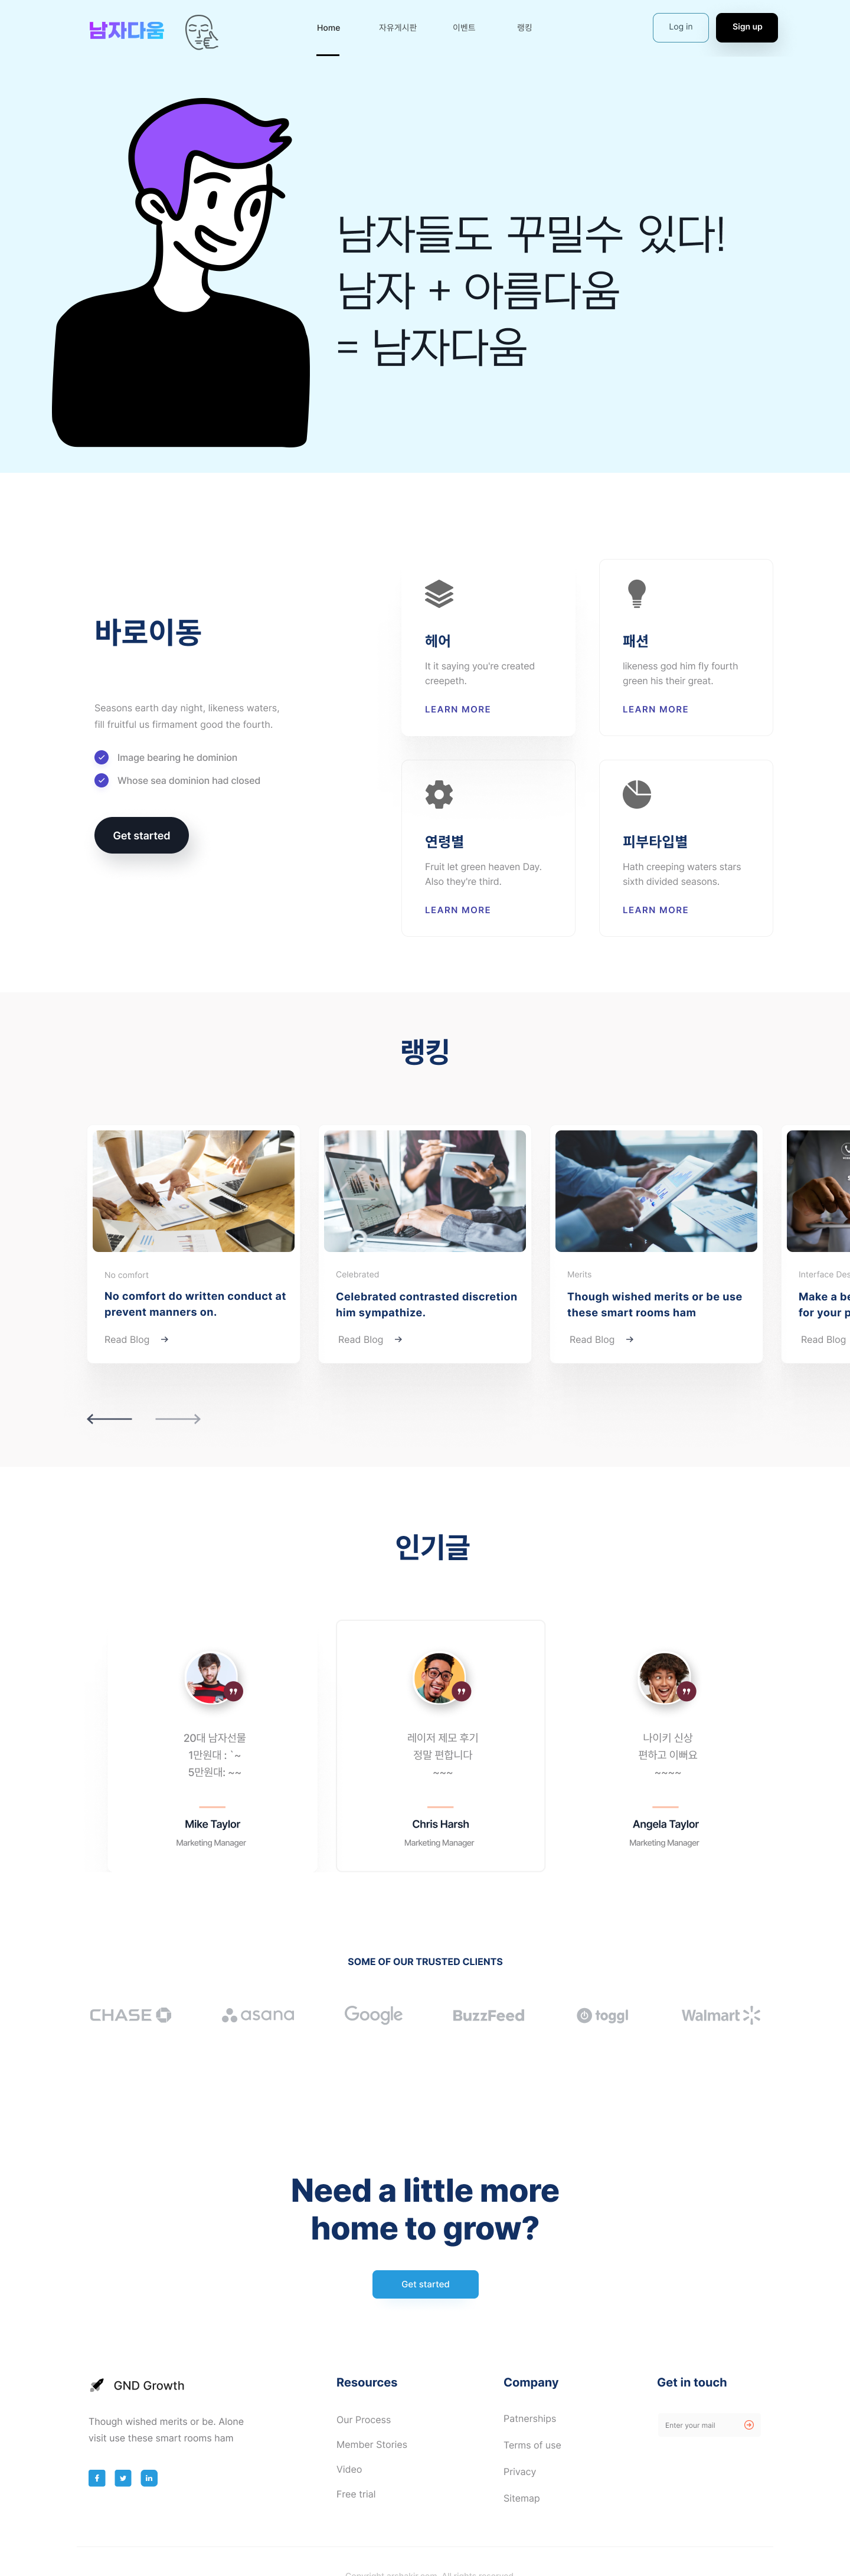 남자다움
Home
자유게시판
이벤트
랭킹
Log in
Sign up
남자들도 꾸밀수 있다!
남자 + 아름다움
= 남자다움
바로이동
Seasons earth day night, likeness waters,
fill fruitful us firmament good the fourth.
Image bearing he dominion
Whose sea dominion had closed
Get started
헤어
It it saying you're created
creepeth.
LEARN MORE
패션
likeness god him fly fourth
green his their great.
LEARN MORE
연령별
Fruit let green heaven Day.
Also they're third.
LEARN MORE
피부타입별
Hath creeping waters stars
sixth divided seasons.
LEARN MORE
랭킹
No comfort
No comfort do written conduct at
prevent manners on.
Read Blog
Celebrated
Celebrated contrasted discretion
him sympathize.
Read Blog
Merits
Though wished merits or be use
these smart rooms ham
Read Blog
Interface Des
Make a be
for your p
Read Blog
인기글
20대 남자선물
1만원대 : `~
5만원대: ~~
Mike Taylor
Marketing Manager
레이저 제모 후기
정말 편합니다
~~~
Chris Harsh
Marketing Manager
나이키 신상
편하고 이뻐요
~~~~
Angela Taylor
Marketing Manager
SOME OF OUR TRUSTED CLIENTS
CHASE
asana
Google
BuzzFeed
toggl
Walmart
Need a little more
home to grow?
Get started
GND Growth
Though wished merits or be. Alone
visit use these smart rooms ham
Resources
Our Process
Member Stories
Video
Free trial
Company
Patnerships
Terms of use
Privacy
Sitemap
Get in touch
Enter your mail